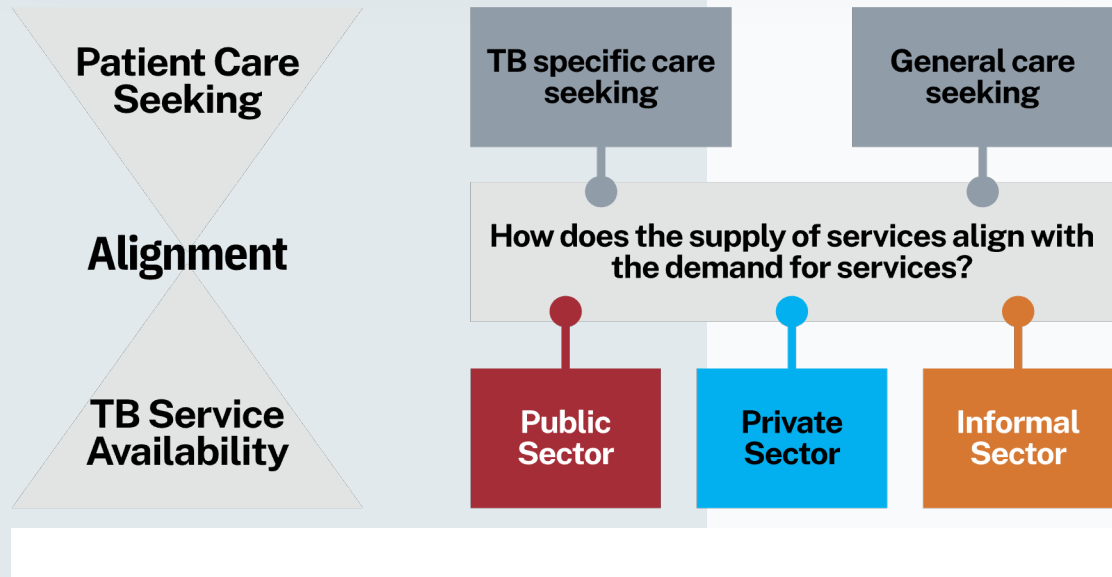 Patient Care
Seeking
TB specific care
seeking
General care
seeking
Alignment
How does the supply of services align with
the demand for services?
TB Service
Availability
Public
Sector
Private
Sector
Informal
Sector